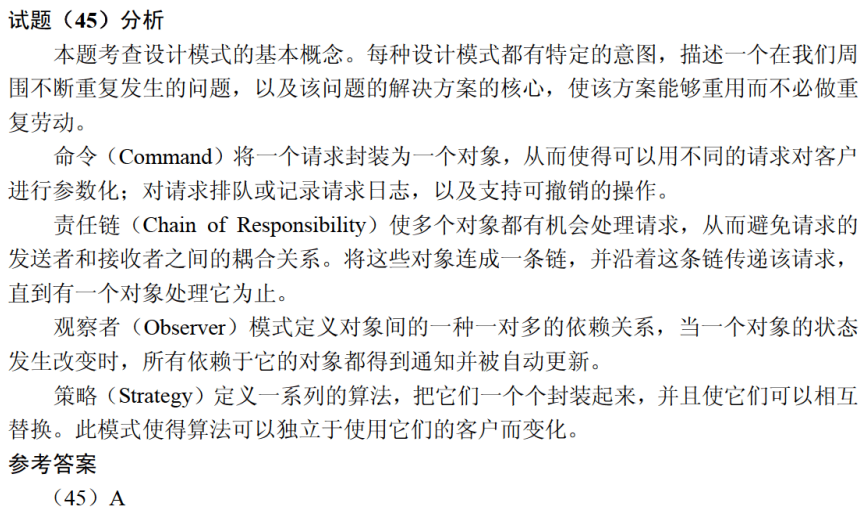 试题（45）分析
本题考查设计模式的基本概念。每种设计模式都有特定的意图，描述一个在我们周
围不断重复发生的问题，以及该问题的解决方案的核心，使该方案能够重用而不必做重
复劳动。
命令（Command）将一个请求封装为一个对象，从而使得可以用不同的请求对客户
进行参数化；对请求排队或记录请求日志，以及支持可撤销的操作。
责任链（Chain of Responsibility）使多个对象都有机会处理请求，从而避免请求的
发送者和接收者之间的耦合关系。将这些对象连成一条链，并沿着这条链传递该请求，
直到有一个对象处理它为止。
观察者（Observer）模式定义对象间的一种一对多的依赖关系，当一个对象的状态
发生改变时，所有依赖于它的对象都得到通知并被自动更新。
策略（Strategy）定义一系列的算法，把它们一个个封装起来，并且使它们可以相互
替换。此模式使得算法可以独立于使用它们的客户而变化。
参考答案
（45）A